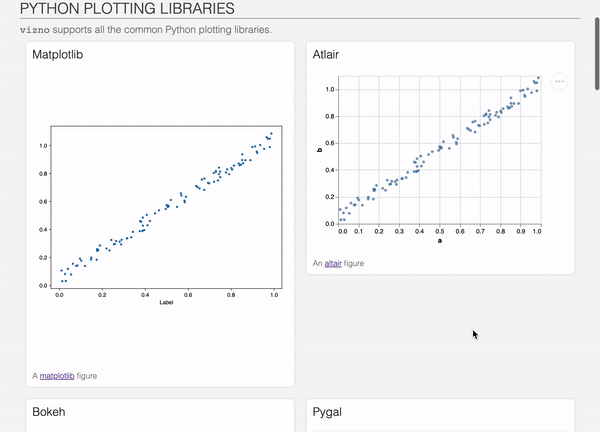 PYTHON PLOTTING LIBRARIES
vizno supports all the common Python plotting libraries.
Matplotlib
1.0
0.8
0.6
0.4
0.2
0.0
0.0 0.2 0.4 0.6 0.8 1.0
Label
A matplotlib figure
Atlair
1.0
0.8
0.6
0.4
0.2
0.0
b
0.0 0.1 0.2 0.3 0.4 0.5 0.6 0.7 0.8 0.9 1.0
a
An altair figure
Bokeh
Pygal